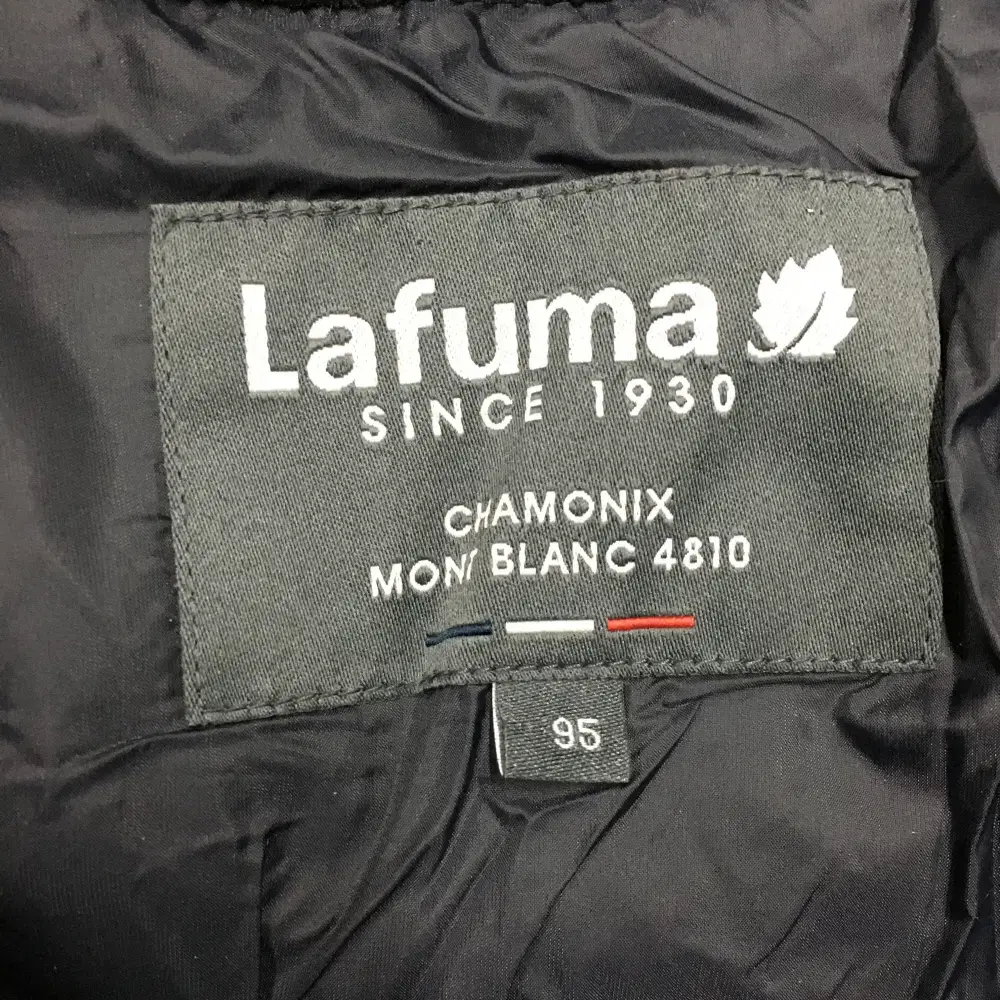 Lafuma
SINCE 1930
CHAMONIX
MONT BLANC 4810
95